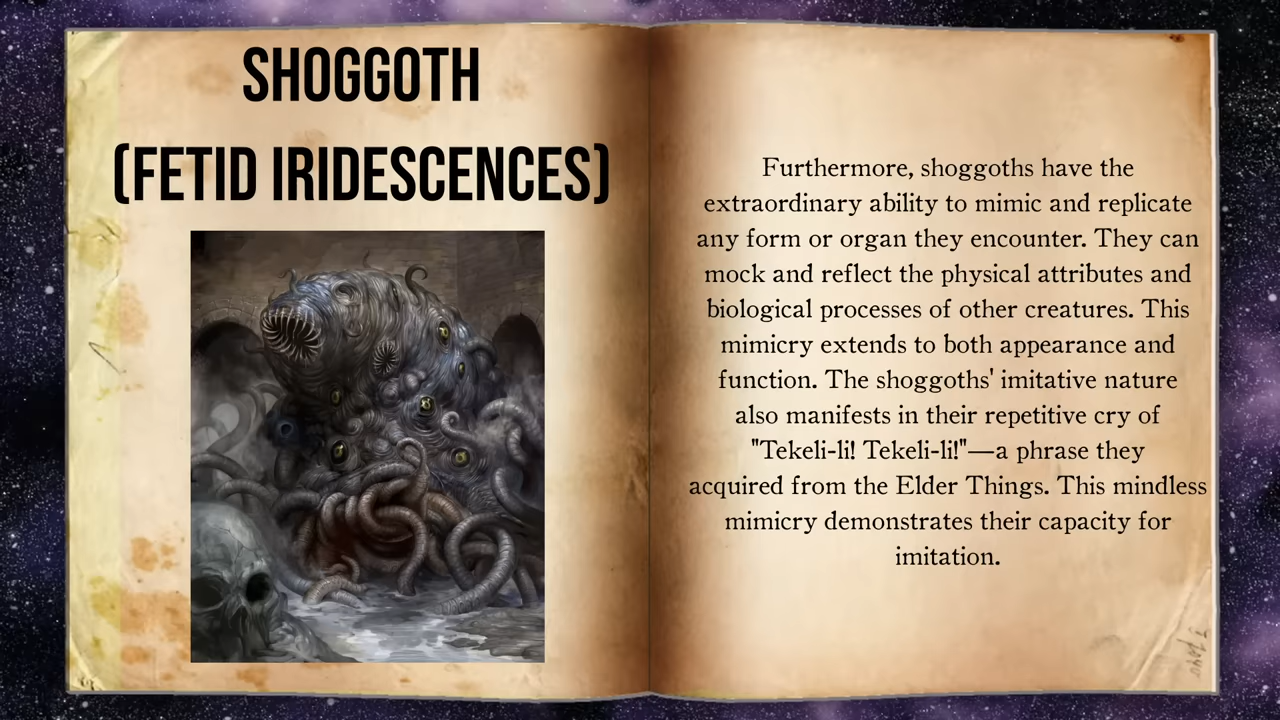 SHOGGOTH
(FETID IRIDESCENCES)
Furthermore, shoggoths have the
extraordinary ability to mimic and replicate
any form or organ they encounter. They can
mock and reflect the physical attributes and
biological processes of other creatures. This
mimicry extends to both appearance and
function. The shoggoths' imitative nature
also manifests in their repetitive cry of
"Tekeli-li! Tekeli-li!"—a phrase they
acquired from the Elder Things. This mindless
mimicry demonstrates their capacity for
imitation.